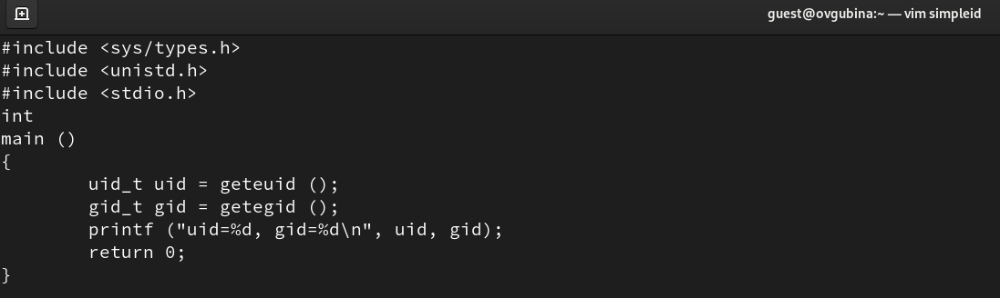 guest@ovgubina:~ — vim simpleid
#include <sys/types.h>
#include <unistd.h>
#include <stdio.h>
int
main ()
{
        uid_t uid = geteuid ();
        gid_t gid = getegid ();
        printf ("uid=%d, gid=%d\n", uid, gid);
        return 0;
}